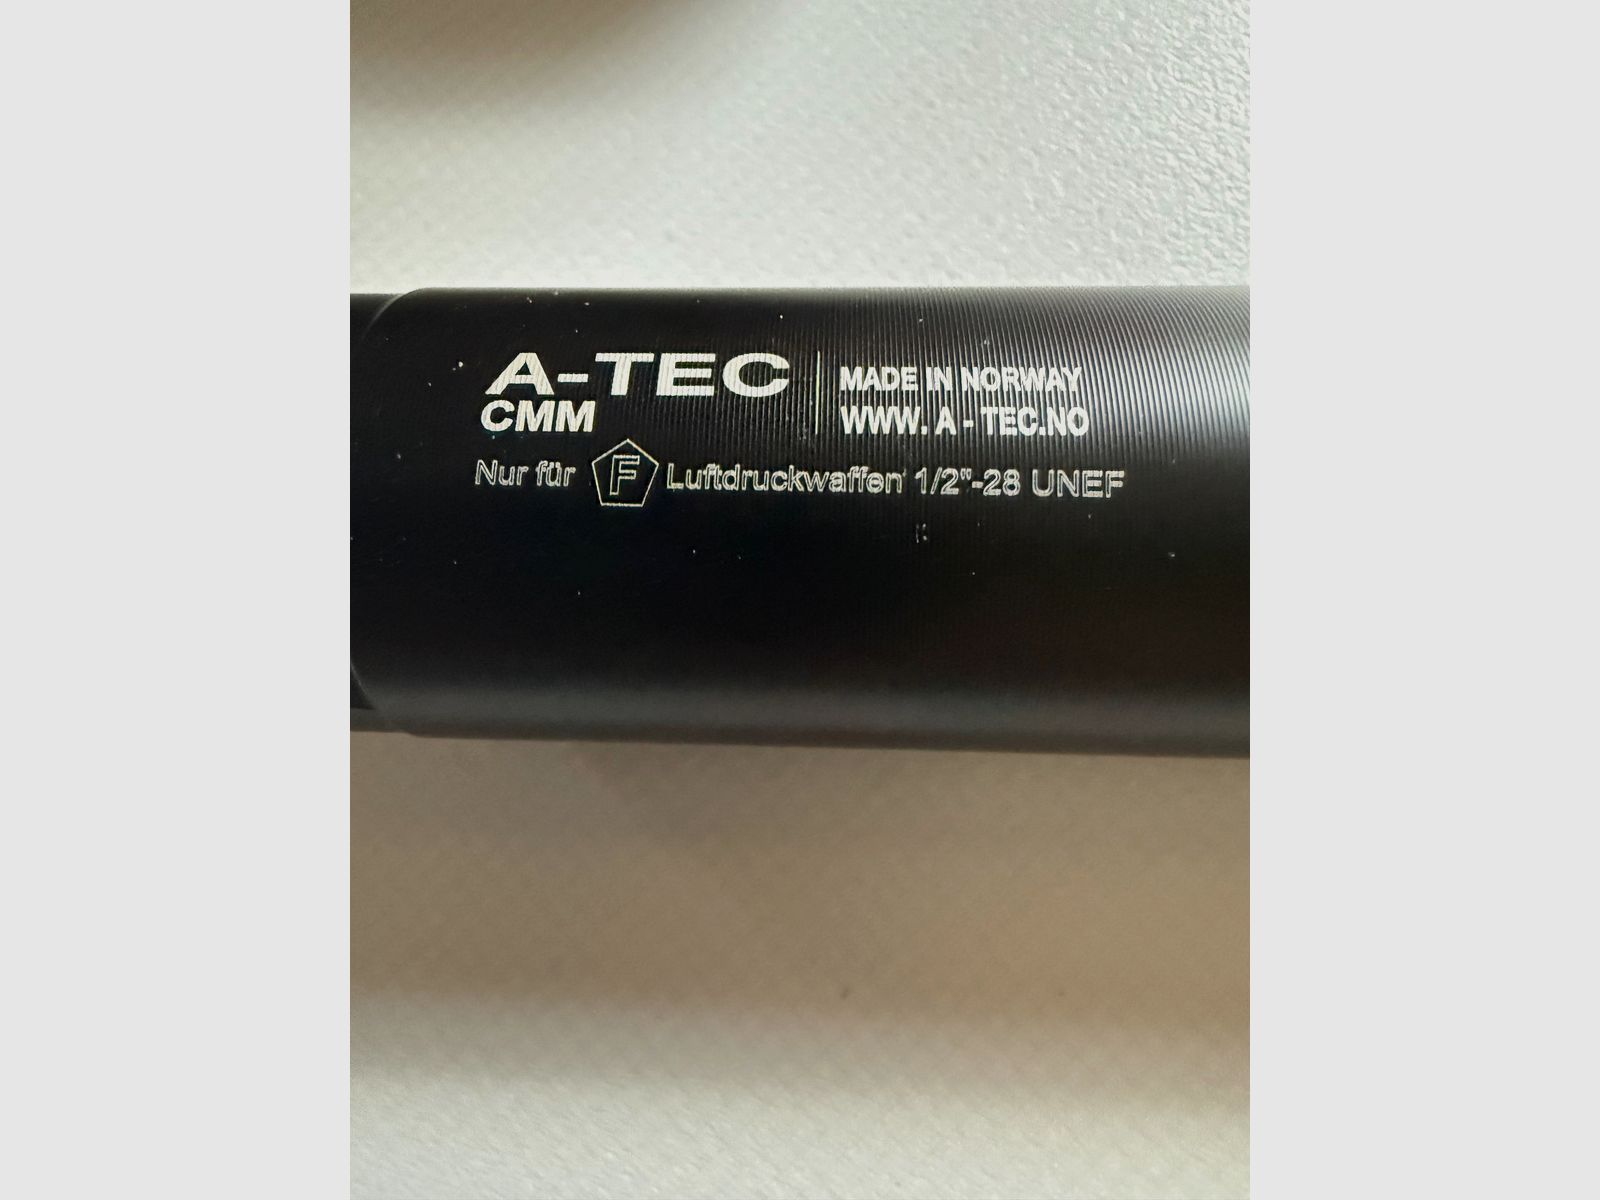 A-TEC
CMM
MADE IN NORWAY
WWW. A - TEC.NO
Nur für F Luftdruckwaffen 1/2"-28 UNEF